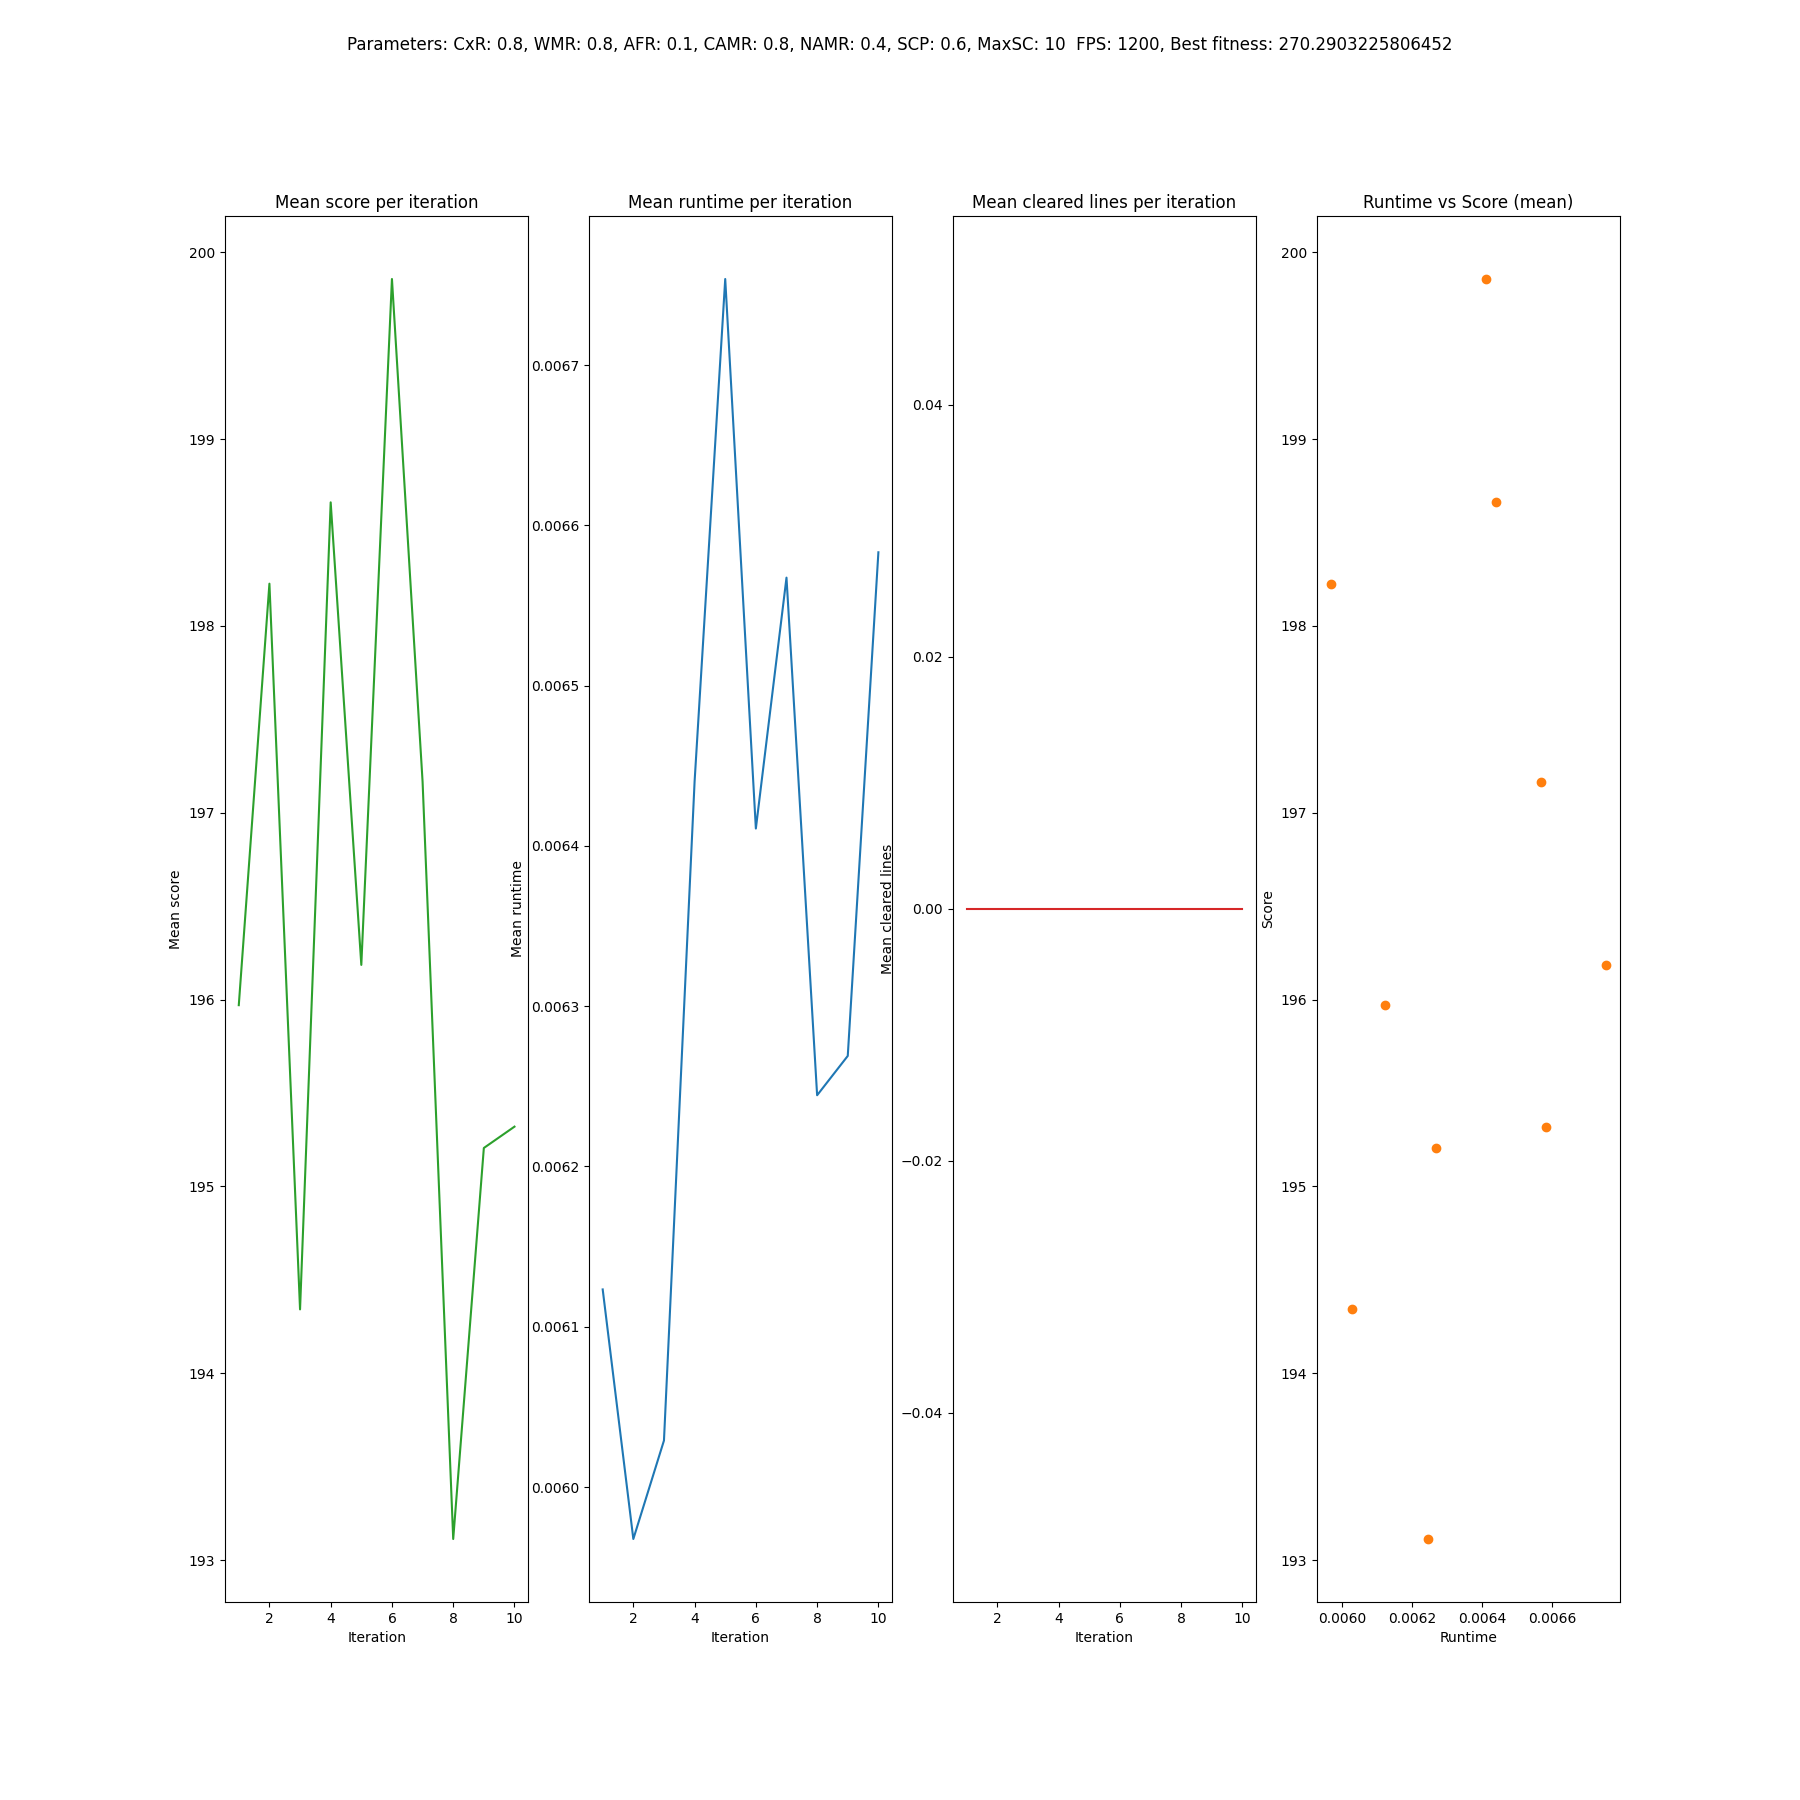 Parameters: CxR: 0.8, WMR: 0.8, AFR: 0.1, CAMR: 0.8, NAMR: 0.4, SCP: 0.6, MaxSC: 10  FPS: 1200, Best fitness: 270.2903225806452
Mean score per iteration
200
199
198
197
196
195
194
193
Mean score
2 4 6 8 10
Iteration
Mean runtime per iteration
0.0067
0.0066
0.0065
0.0064
0.0063
0.0062
0.0061
0.0060
Mean runtime
2 4 6 8 10
Iteration
Mean cleared lines per iteration
0.04
0.02
0.00
−0.02
−0.04
Mean cleared lines
2 4 6 8 10
Iteration
Runtime vs Score (mean)
200
199
198
197
196
195
194
193
Score
0.0060 0.0062 0.0064 0.0066
Runtime